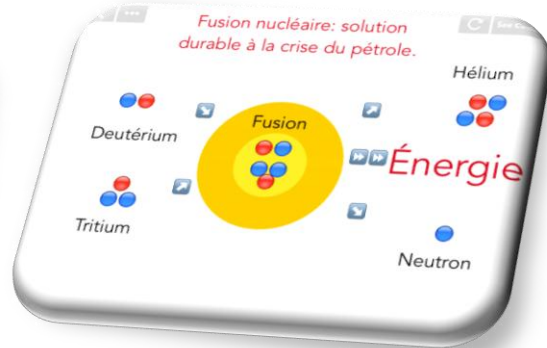 Fusion nucléaire: solution
durable à la crise du pétrole.
Hélium
Deutérium
Fusion
Énergie
Tritium
Neutron